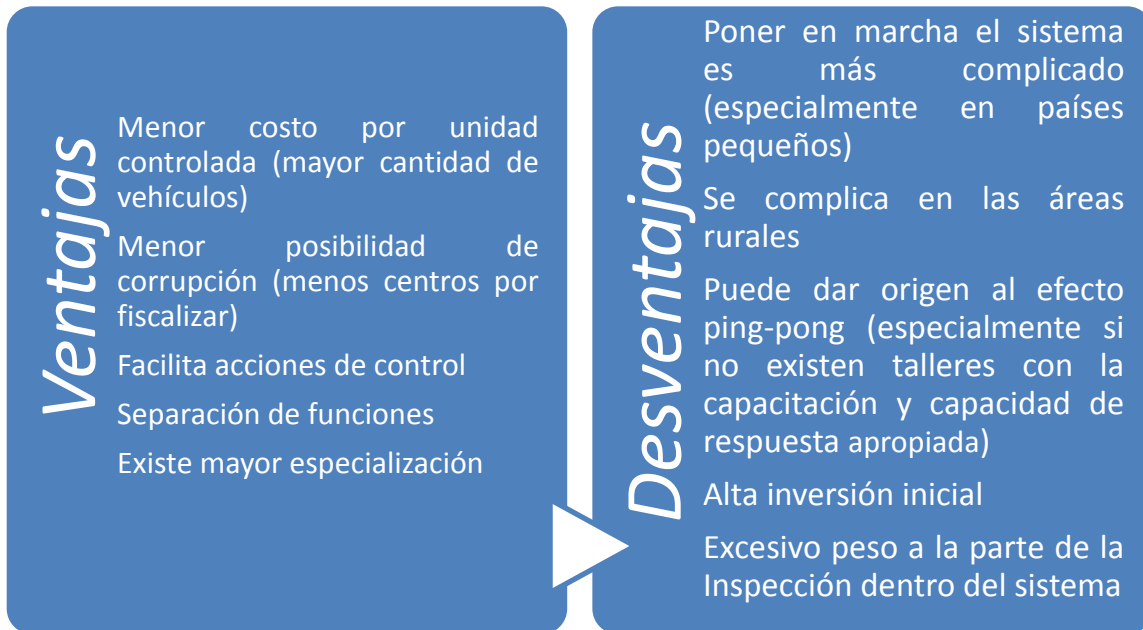 Ventajas
Menor costo por unidad
controlada (mayor cantidad de
vehículos)
Menor posibilidad de
corrupción (menos centros por
fiscalizar)
Facilita acciones de control
Separación de funciones
Existe mayor especialización
Desventajas
Poner en marcha el sistema
es más complicado
(especialmente en países
pequeños)
Se complica en las áreas
rurales
Puede dar origen al efecto
ping-pong (especialmente si
no existen talleres con la
capacitación y capacidad de
respuesta apropiada)
Alta inversión inicial
Excesivo peso a la parte de la
Inspección dentro del sistema